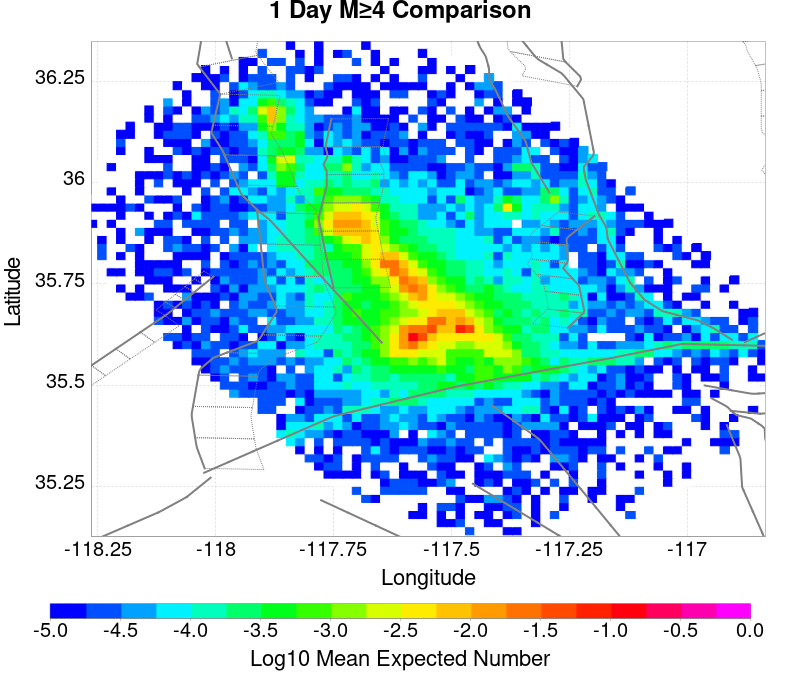 1 Day M≥4 Comparison
36.25
36
35.75
35.5
35.25
Latitude
-118.25 -118 -117.75 -117.5 -117.25 -117
Longitude
-5.0 -4.5 -4.0 -3.5 -3.0 -2.5 -2.0 -1.5 -1.0 -0.5 0.0
Log10 Mean Expected Number